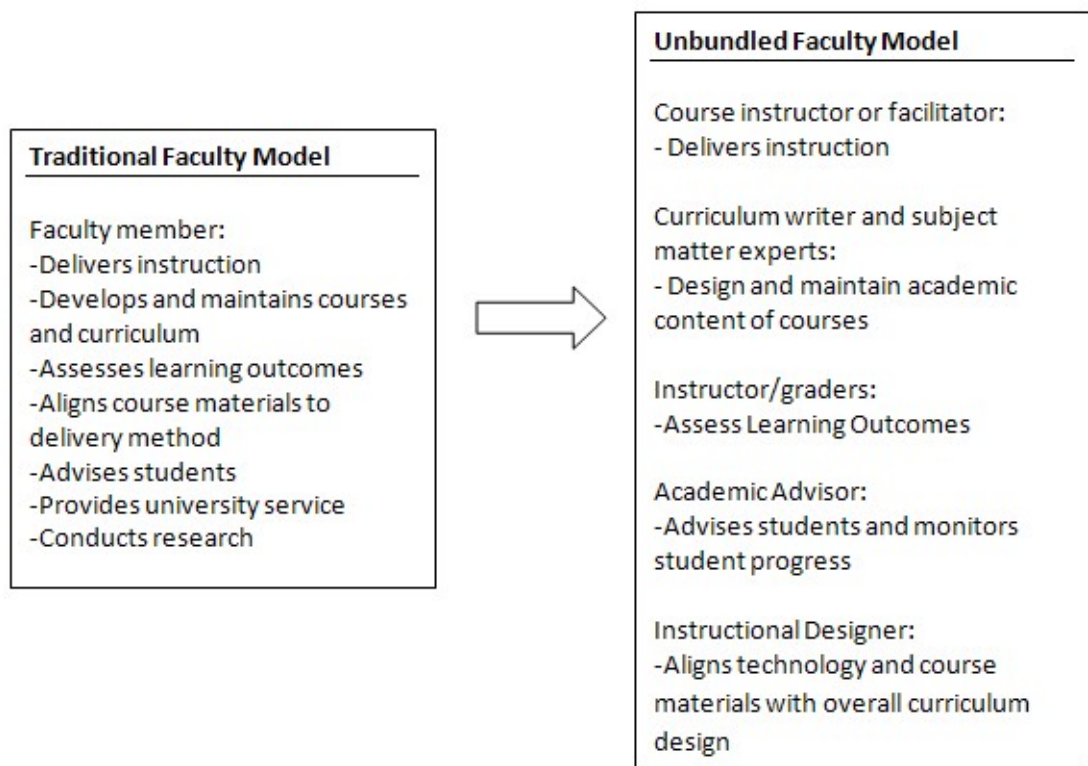 Traditional Faculty Model
Faculty member:
-Delivers instruction
-Develops and maintains courses
and curriculum
-Assesses learning outcomes
-Aligns course materials to
delivery method
-Advises students
-Provides university service
-Conducts research
Unbundled Faculty Model
Course instructor or facilitator:
- Delivers instruction
Curriculum writer and subject
matter experts:
- Design and maintain academic
content of courses
Instructor/graders:
-Assess Learning Outcomes
Academic Advisor:
-Advises students and monitors
student progress
Instructional Designer:
-Aligns technology and course
materials with overall curriculum
design